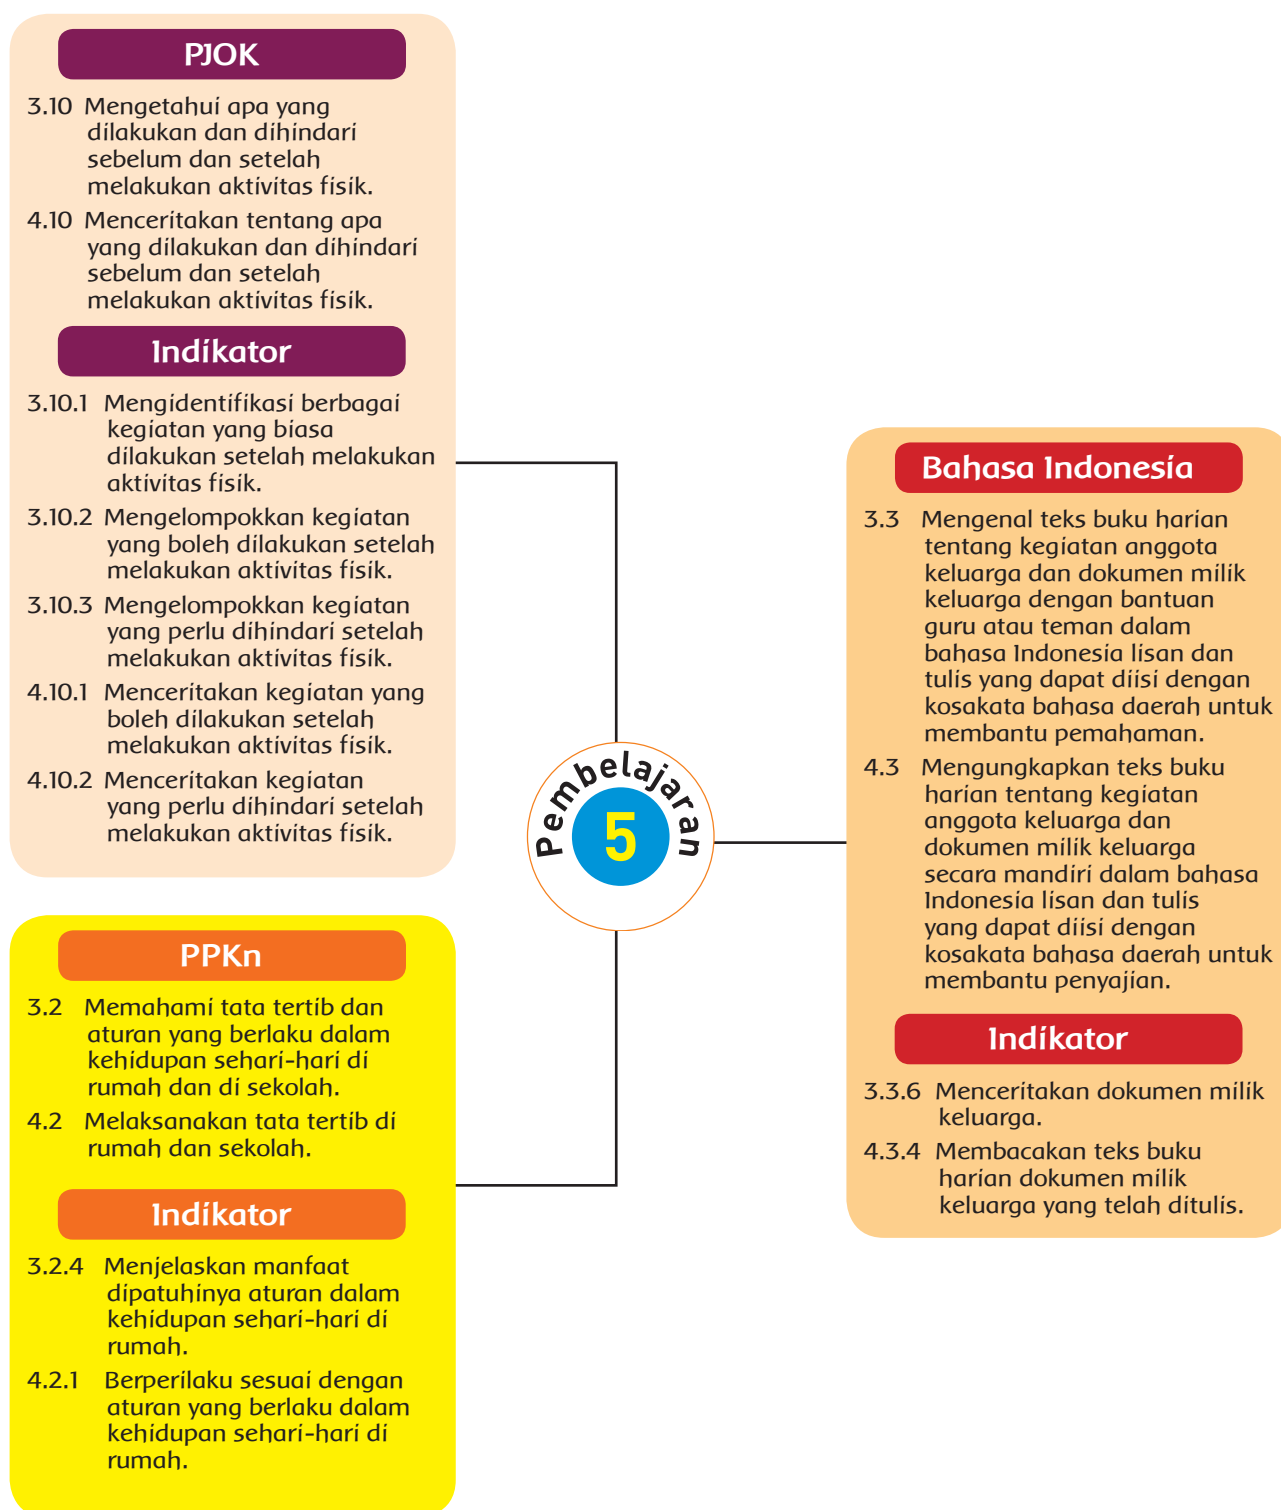 PJOK
3.10 Mengetahui apa yang
dilakukan dan dihindari
sebelum dan setelah
melakukan aktivitas fisik.
4.10 Menceritakan tentang apa
yang dilakukan dan dihindari
sebelum dan setelah
melakukan aktivitas fisik.
Indikator
3.10.1 Mengidentifikasi berbagai
kegiatan yang biasa
dilakukan setelah melakukan
aktivitas fisik.
3.10.2 Mengelompokkan kegiatan
yang boleh dilakukan setelah
melakukan aktivitas fisik.
3.10.3 Mengelompokkan kegiatan
yang perlu dihindari setelah
melakukan aktivitas fisik.
4.10.1 Menceritakan kegiatan yang
boleh dilakukan setelah
melakukan aktivitas fisik.
4.10.2 Menceritakan kegiatan
yang perlu dihindari setelah
melakukan aktivitas fisik.
PPKn
3.2 Memahami tata tertib dan
aturan yang berlaku dalam
kehidupan sehari-hari di
rumah dan di sekolah.
4.2 Melaksanakan tata tertib di
rumah dan sekolah.
Indikator
3.2.4 Menjelaskan manfaat
dipatuhinya aturan dalam
kehidupan sehari-hari di
rumah.
4.2.1 Berperilaku sesuai dengan
aturan yang berlaku dalam
kehidupan sehari-hari di
rumah.
Pembelajaran
5
Bahasa Indonesia
3.3 Mengenal teks buku harian
tentang kegiatan anggota
keluarga dan dokumen milik
keluarga dengan bantuan
guru atau teman dalam
bahasa Indonesia lisan dan
tulis yang dapat diisi dengan
kosakata bahasa daerah untuk
membantu pemahaman.
4.3 Mengungkapkan teks buku
harian tentang kegiatan
anggota keluarga dan
dokumen milik keluarga
secara mandiri dalam bahasa
Indonesia lisan dan tulis
yang dapat diisi dengan
kosakata bahasa daerah untuk
membantu penyajian.
Indikator
3.3.6 Menceritakan dokumen milik
keluarga.
4.3.4 Membacakan teks buku
harian dokumen milik
keluarga yang telah ditulis.